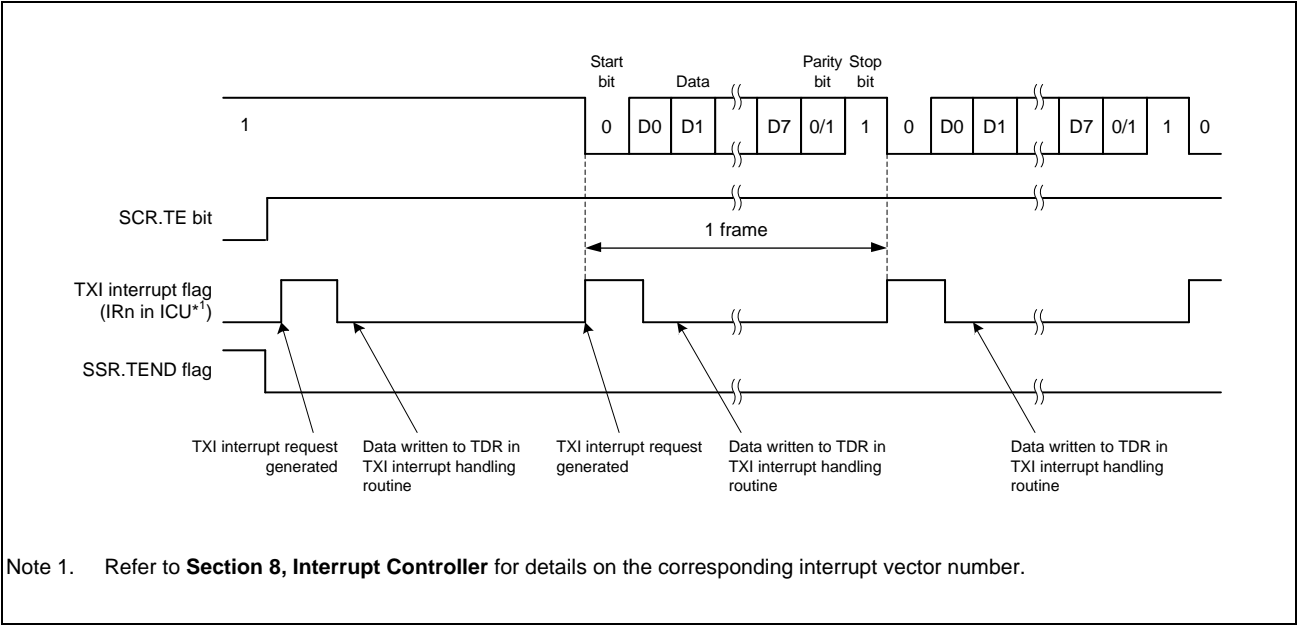 Start bit
Data
Parity bit
Stop bit
1
0 D0 D1 D7 0/1 1 0 D0 D1 D7 0/1 1 0
SCR.TE bit
1 frame
TXI interrupt flag
(IRn in ICU*1)
SSR.TEND flag
TXI interrupt request
generated
Data written to TDR in
TXI interrupt handling
routine
TXI interrupt request
generated
Data written to TDR in
TXI interrupt handling
routine
Data written to TDR in
TXI interrupt handling
routine
Note 1. Refer to Section 8, Interrupt Controller for details on the corresponding interrupt vector number.